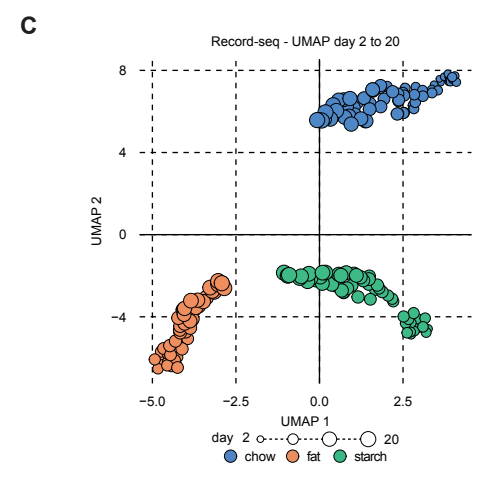 C
Record-seq - UMAP day 2 to 20
8
4
0
−4
UMAP 2
−5.0 −2.5 0.0 2.5
UMAP 1
day 2 20
chow fat starch